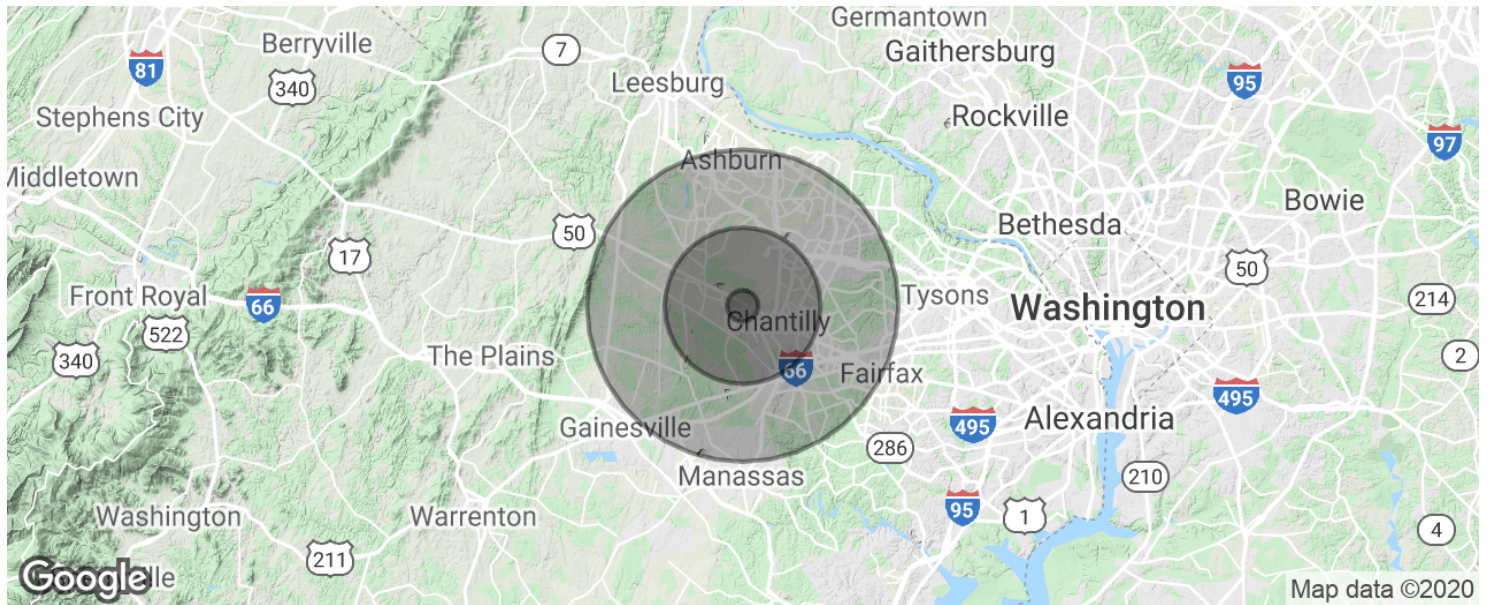 Germantown
Berryville
7
Gaithersburg
81
340
Leesburg
95
Stephens City
Rockville
97
Ashburn
Middletown
Bowie
50
Bethesda
17
50
Front Royal
66
Tysons
214
522
Chantilly
Washington
340
The Plains
66
Fairfax
2
495
Gainesville
495
Alexandria
286
Manassas
210
Washington
Warrenton
95
1
211
4
Google
Map data ©2020